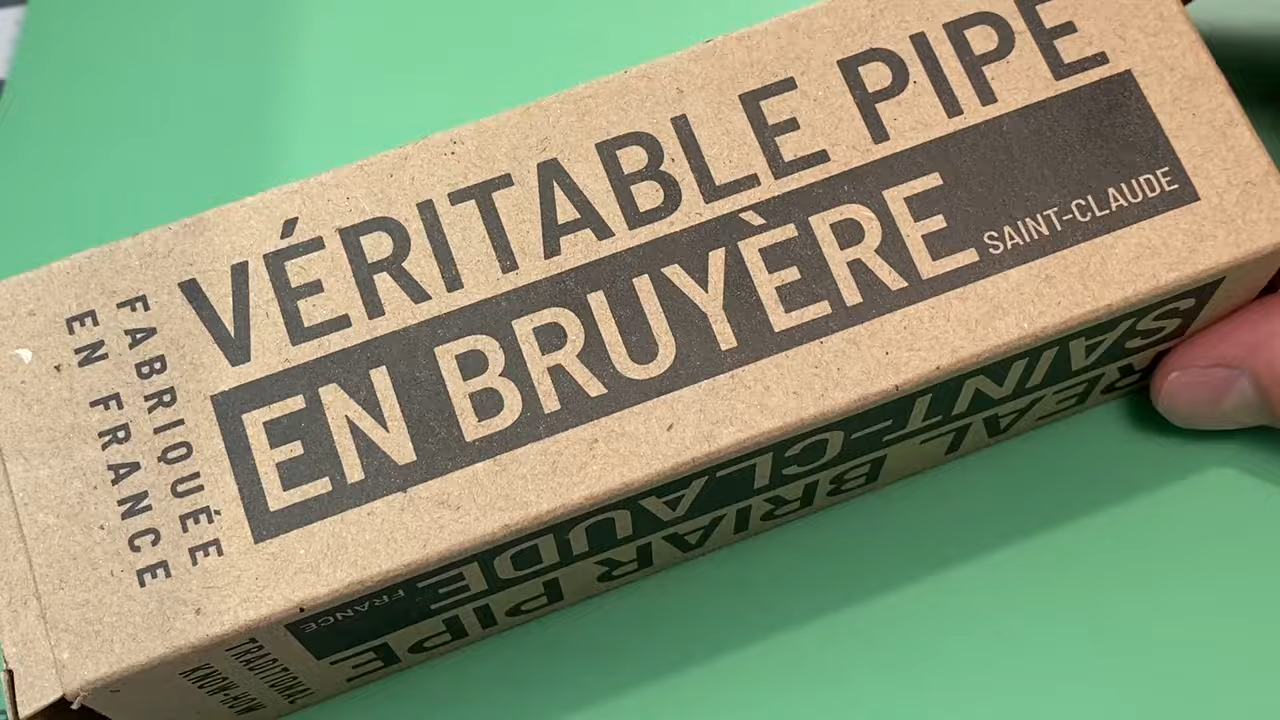 VÉRITABLE PIPE
EN BRUYÈRE SAINT-CLAUDE
FABRIQUÉE
EN FRANCE
REAL BRIAR PIPE
SAINT-CLAUDE FRANCE
TRADITIONAL
KNOW-HOW